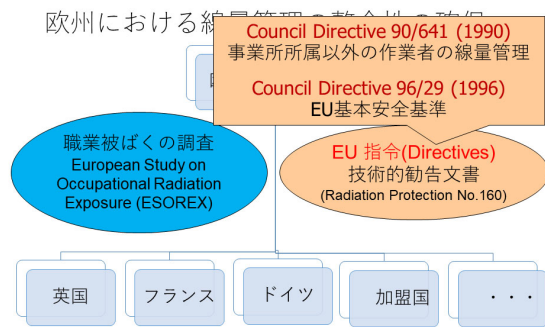 欧州における線量管理の整合性の確保
Council Directive 90/641 (1990)
事業所所属以外の作業者の線量管理
Council Directive 96/29 (1996)
EU基本安全基準
職業被ばくの調査
European Study on
Occupational Radiation
Exposure (ESOREX)
EU 指令(Directives)
技術的勧告文書
(Radiation Protection No.160)
英国
フランス
ドイツ
加盟国
・・・